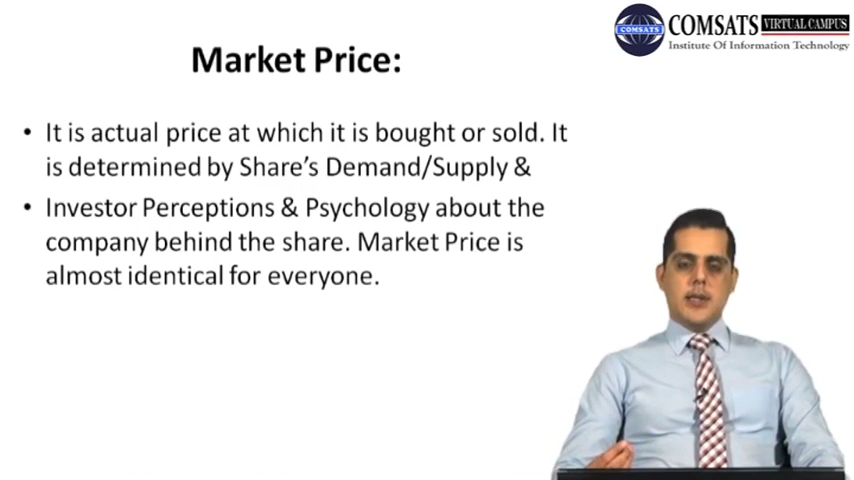 COMSATS VIRTUAL CAMPUS
COMSATS
Institute Of Information Technology
Market Price:
• It is actual price at which it is bought or sold. It
is determined by Share's Demand/Supply &
• Investor Perceptions & Psychology about the
company behind the share. Market Price is
almost identical for everyone.